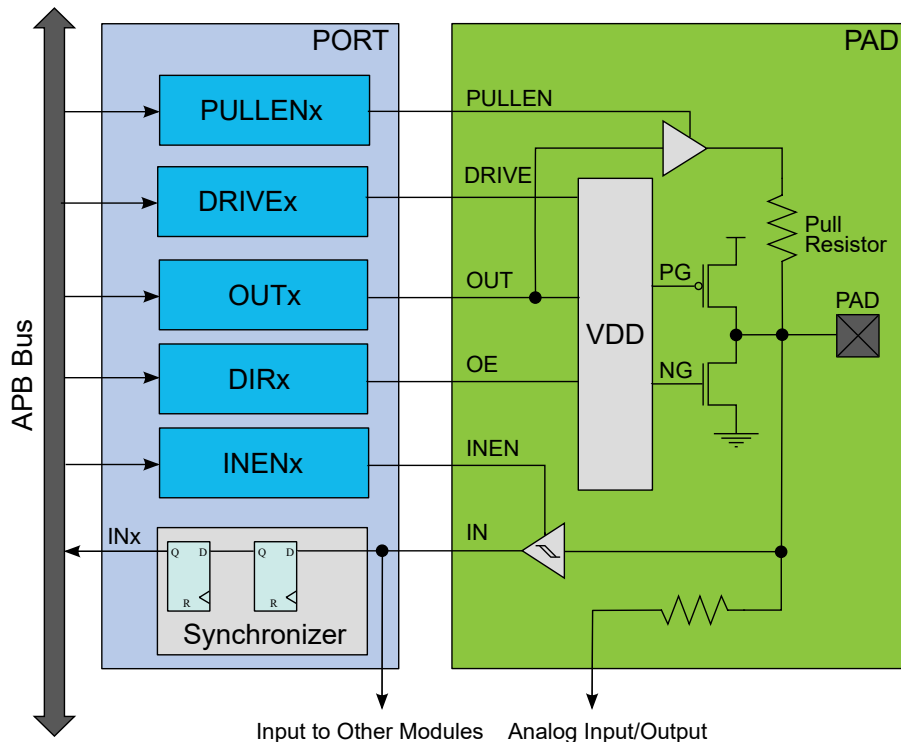 PORT
PAD
PULLENx
PULLEN
DRIVEx
DRIVE
Pull
Resistor
OUTx
OUT
PG
PAD
VDD
DIRx
OE
NG
APB Bus
INENx
INEN
INx
IN
Q D
Q D
R
R
Synchronizer
Input to Other Modules
Analog Input/Output